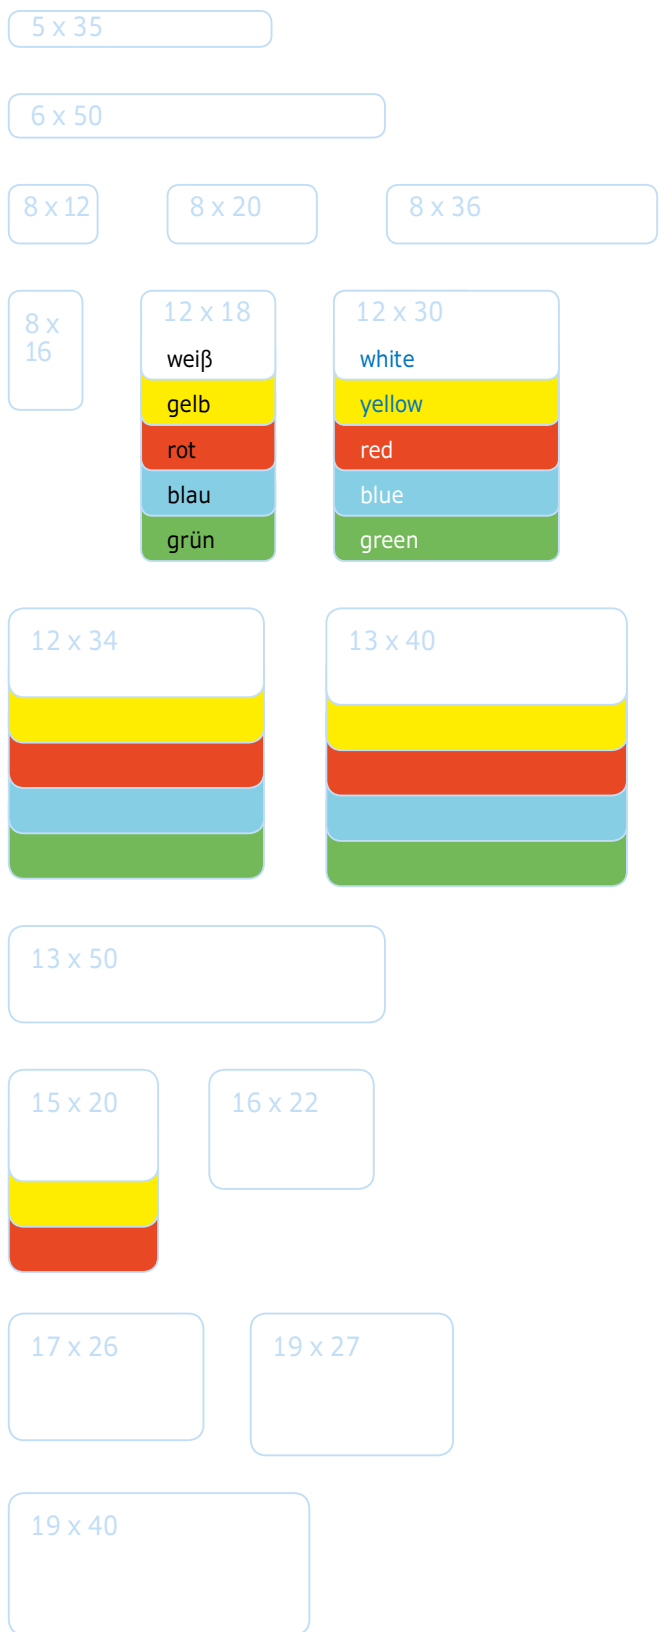 5 x 35
6 x 50
8 x 12
8 x 20
8 x 36
8 x
16
12 x 18
weiß
gelb
rot
blau
grün
12 x 30
white
yellow
red
blue
green
12 x 34
13 x 40
13 x 50
15 x 20
16 x 22
17 x 26
19 x 27
19 x 40